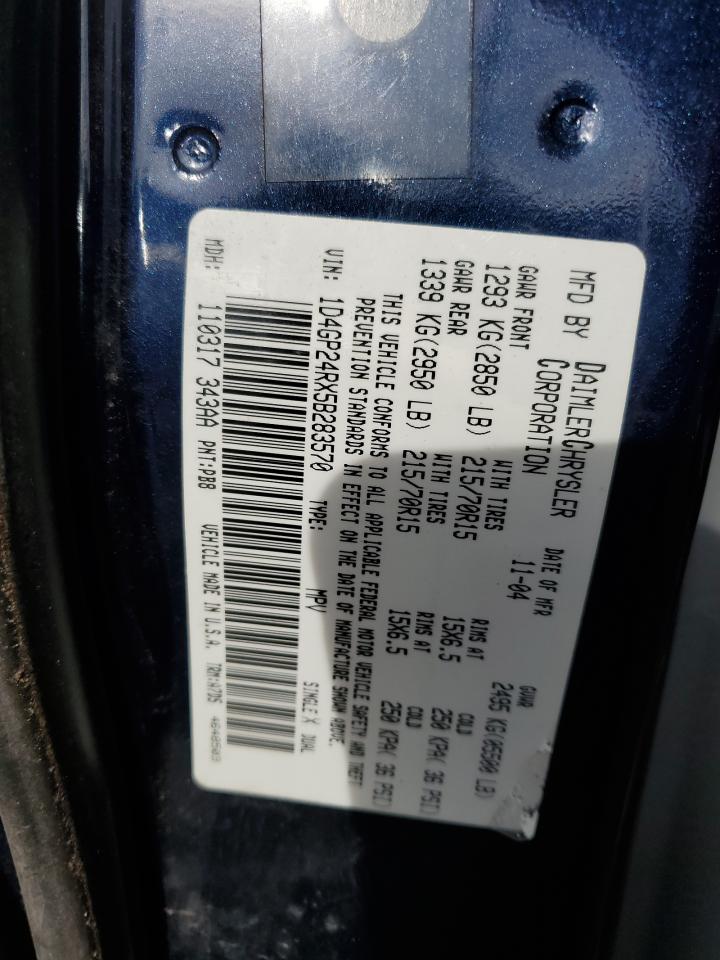 MFD BY DAIMLERCHRYSLER CORPORATION DATE OF MFR 11-04 GVWR 2495 KG(05500 LB)
GAWR FRONT WITH TIRES RIMS AT COLD
1293 KG(2850 LB) 215/70R15 15X6.5 250 KPA( 36 PSI)
GAWR REAR WITH TIRES RIMS AT COLD
1339 KG(2950 LB) 215/70R15 15X6.5 250 KPA( 36 PSI)
THIS VEHICLE CONFORMS TO ALL APPLICABLE FEDERAL MOTOR VEHICLE SAFETY AND THEFT
PREVENTION STANDARDS IN EFFECT ON THE DATE OF MANUFACTURE SHOWN ABOVE.
VIN: 1D4GP24RX5B283570 TYPE: MPV SINGLE X DUAL
MDH: 110317 343AA PNT:PB8 VEHICLE MADE IN U.S.A. TRM:A7DS 4648503